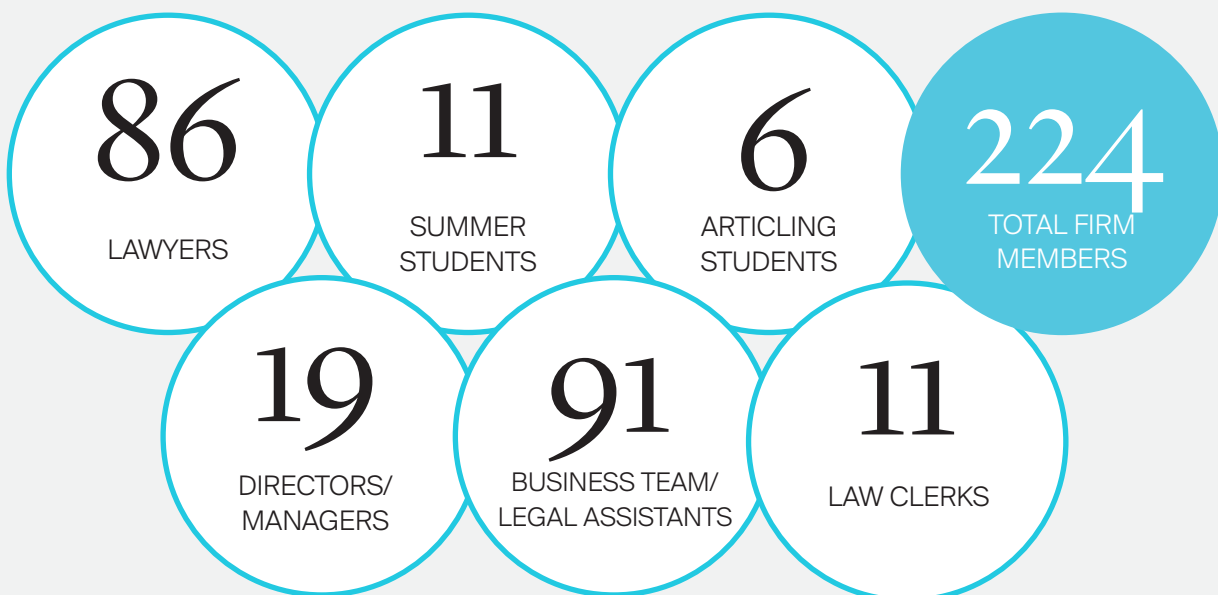 86
LAWYERS
11
SUMMER
STUDENTS
6
ARTICLING
STUDENTS
224
TOTAL FIRM
MEMBERS
19
DIRECTORS/
MANAGERS
91
BUSINESS TEAM/
LEGAL ASSISTANTS
11
LAW CLERKS